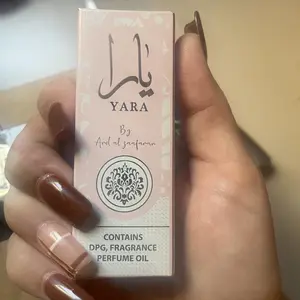 يارا
YARA
By
Ard al zaafaran
CONTAINS
DPG, FRAGRANCE
PERFUME OIL